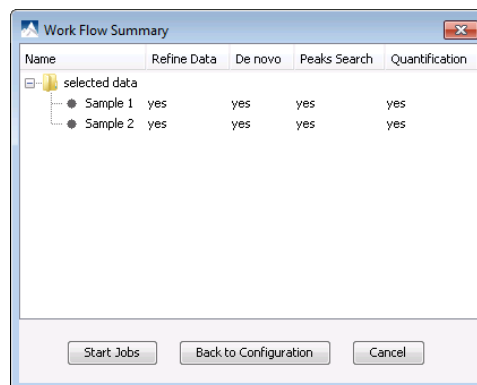 Work Flow Summary
Name Refine Data De novo Peaks Search Quantification
selected data
Sample 1 yes yes yes yes
Sample 2 yes yes yes yes
Start Jobs Back to Configuration Cancel